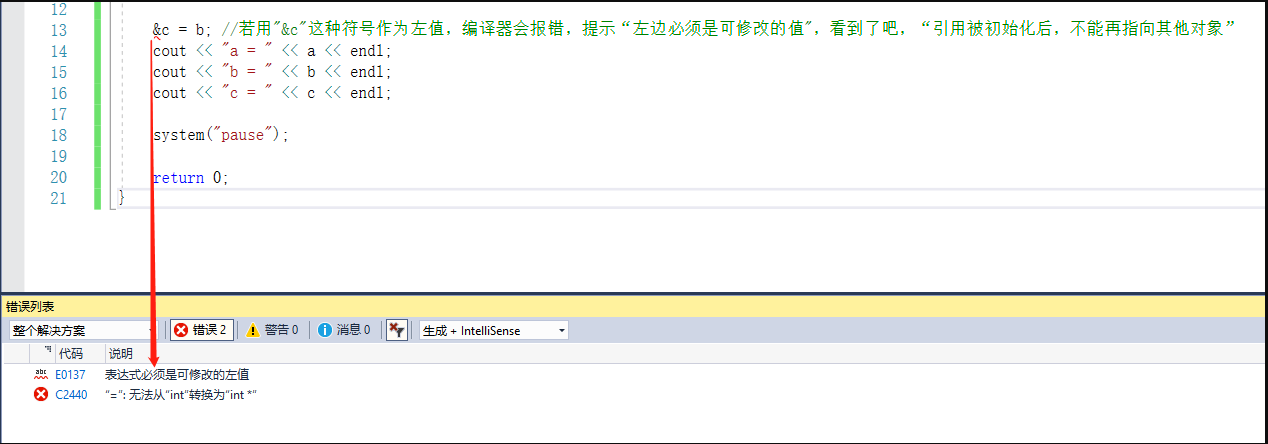 12
13 &c = b; //若用"&c"这种符号作为左值，编译器会报错，提示“左边必须是可修改的值"，看到了吧，“引用被初始化后，不能再指向其他对象”
14 cout << "a = " << a << endl;
15 cout << "b = " << b << endl;
16 cout << "c = " << c << endl;
17
18 system("pause");
19
20 return 0;
21 }
错误列表
整个解决方案 错误 2 警告 0 消息 0 生成 + IntelliSense
代码 说明
abc E0137 表达式必须是可修改的左值
C2440 “=”: 无法从“int”转换为“int *”